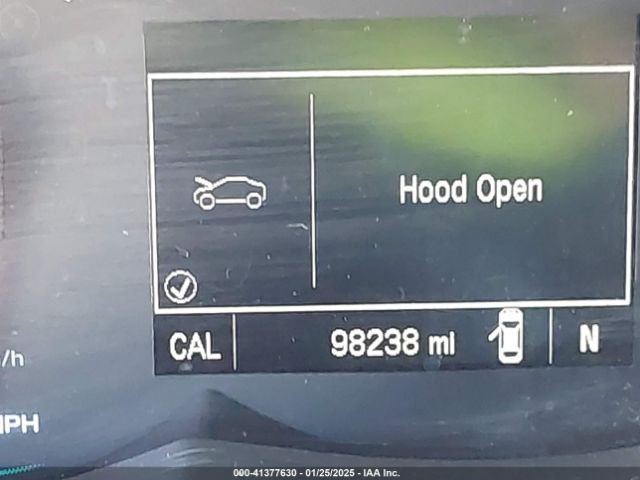 Hood Open
CAL 98238 mi N
/h
MPH
000-41377630 - 01/25/2025 - IAA Inc.